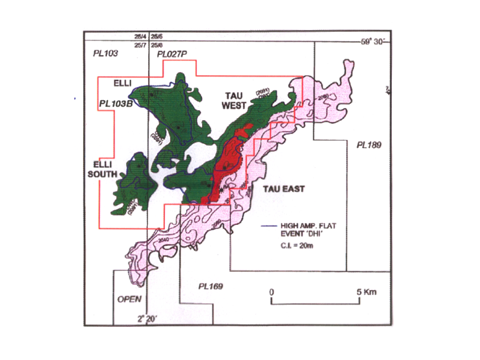 25/4 25/6
25/7 25/8
59° 30'
PL103
PL027P
ELLI
PL103B
TAU
WEST
PL189
ELLI
SOUTH
TAU EAST
HIGH AMP. FLAT
EVENT 'DHI'
C.I. = 20m
PL169
OPEN
0 5 Km
2° 20'